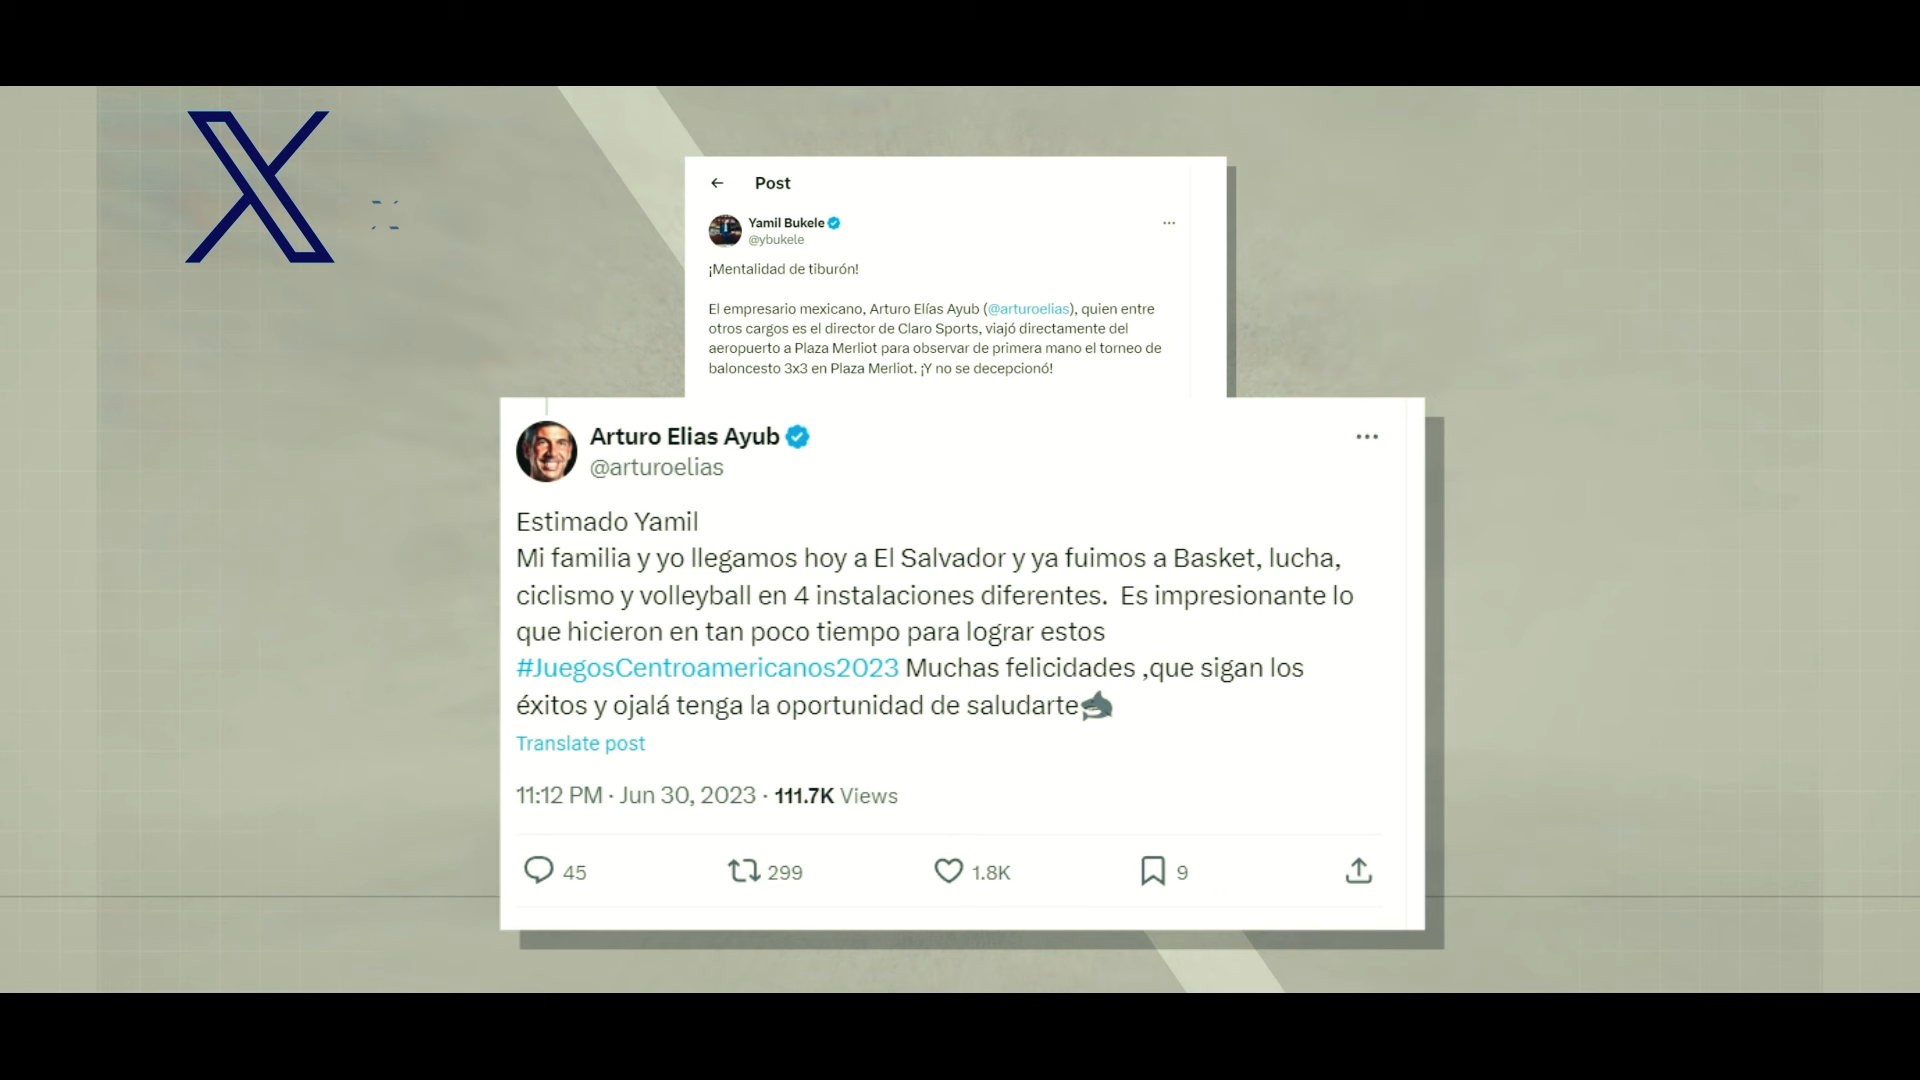 X
Post
Yamil Bukele
@ybukele
¡Mentalidad de tiburón!
El empresario mexicano, Arturo Elías Ayub (@arturoelias), quien entre
otros cargos es el director de Claro Sports, viajó directamente del
aeropuerto a Plaza Merliot para observar de primera mano el torneo de
baloncesto 3x3 en Plaza Merliot. ¡Y no se decepcionó!
Arturo Elias Ayub
@arturoelias
Estimado Yamil
Mi familia y yo llegamos hoy a El Salvador y ya fuimos a Basket, lucha,
ciclismo y volleyball en 4 instalaciones diferentes.  Es impresionante lo
que hicieron en tan poco tiempo para lograr estos
#JuegosCentroamericanos2023 Muchas felicidades ,que sigan los
éxitos y ojalá tenga la oportunidad de saludarte🦈
Translate post
11:12 PM · Jun 30, 2023 · 111.7K Views
45 299 1.8K 9